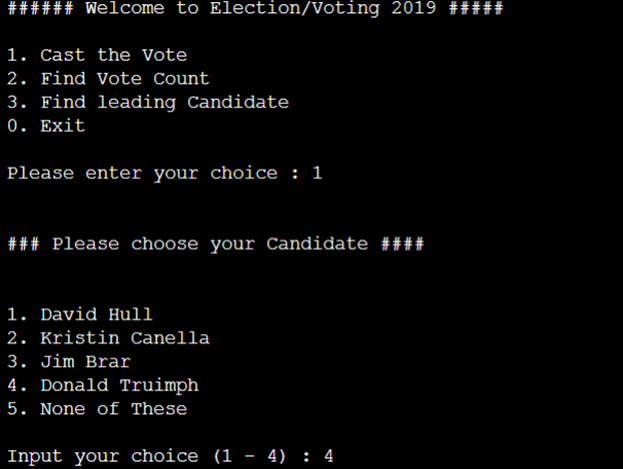 ###### Welcome to Election/Voting 2019 #####
1. Cast the Vote
2. Find Vote Count
3. Find leading Candidate
0. Exit
Please enter your choice : 1
### Please choose your Candidate ####
1. David Hull
2. Kristin Canella
3. Jim Brar
4. Donald Truimph
5. None of These
Input your choice (1 - 4) : 4